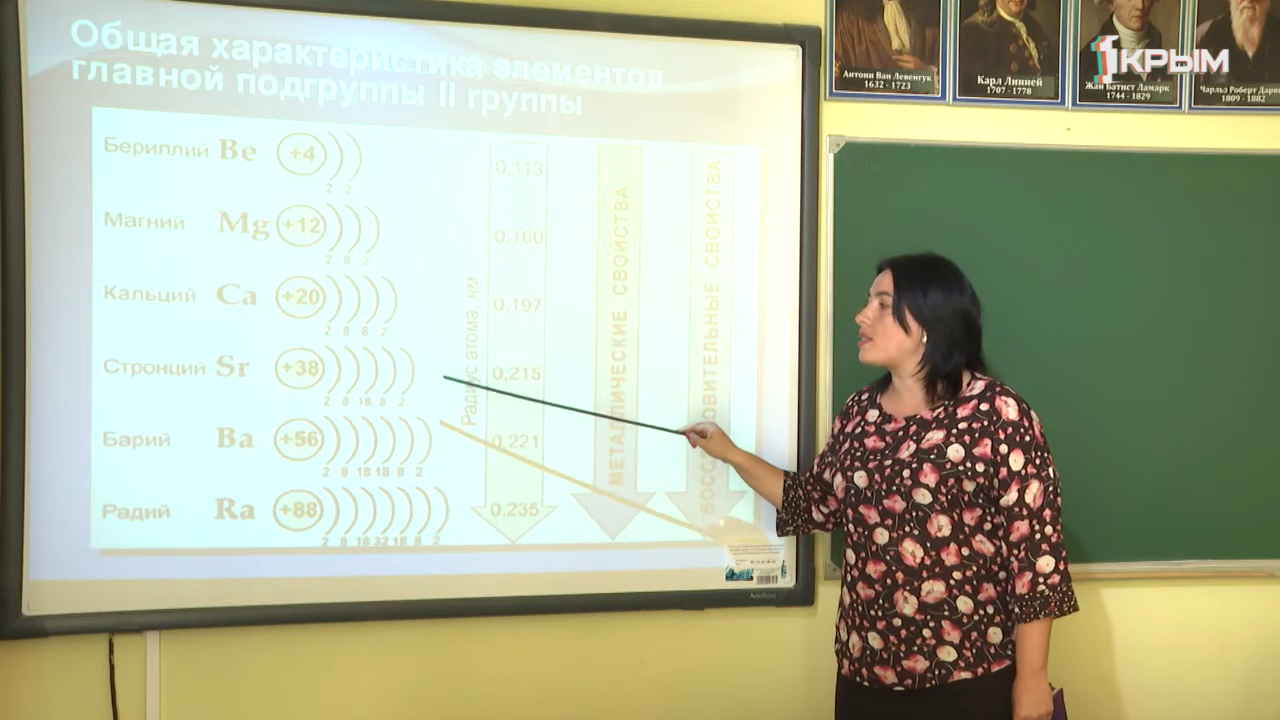 Общая характеристика элементов
главной подгруппы II группы
Бериллий Be +4 2 2 0,113
Магний Mg +12 2 8 2 0,160
Кальций Ca +20 2 8 8 2 0,197
Стронций Sr +38 2 8 18 8 2 0,215
Барий Ba +56 2 8 18 18 8 2 0,221
Радий Ra +88 2 8 18 32 18 8 2 0,235
Радиус атома, нм
МЕТАЛЛИЧЕСКИЕ СВОЙСТВА
СВОЙСТВА
ActivBoard
1КРЫМ
Антони Ван Левенгук
1632 - 1723
Карл Линней
1707 - 1778
Жан Батист Ламарк
1744 - 1829
Чарльз Роберт
1809 - 1882